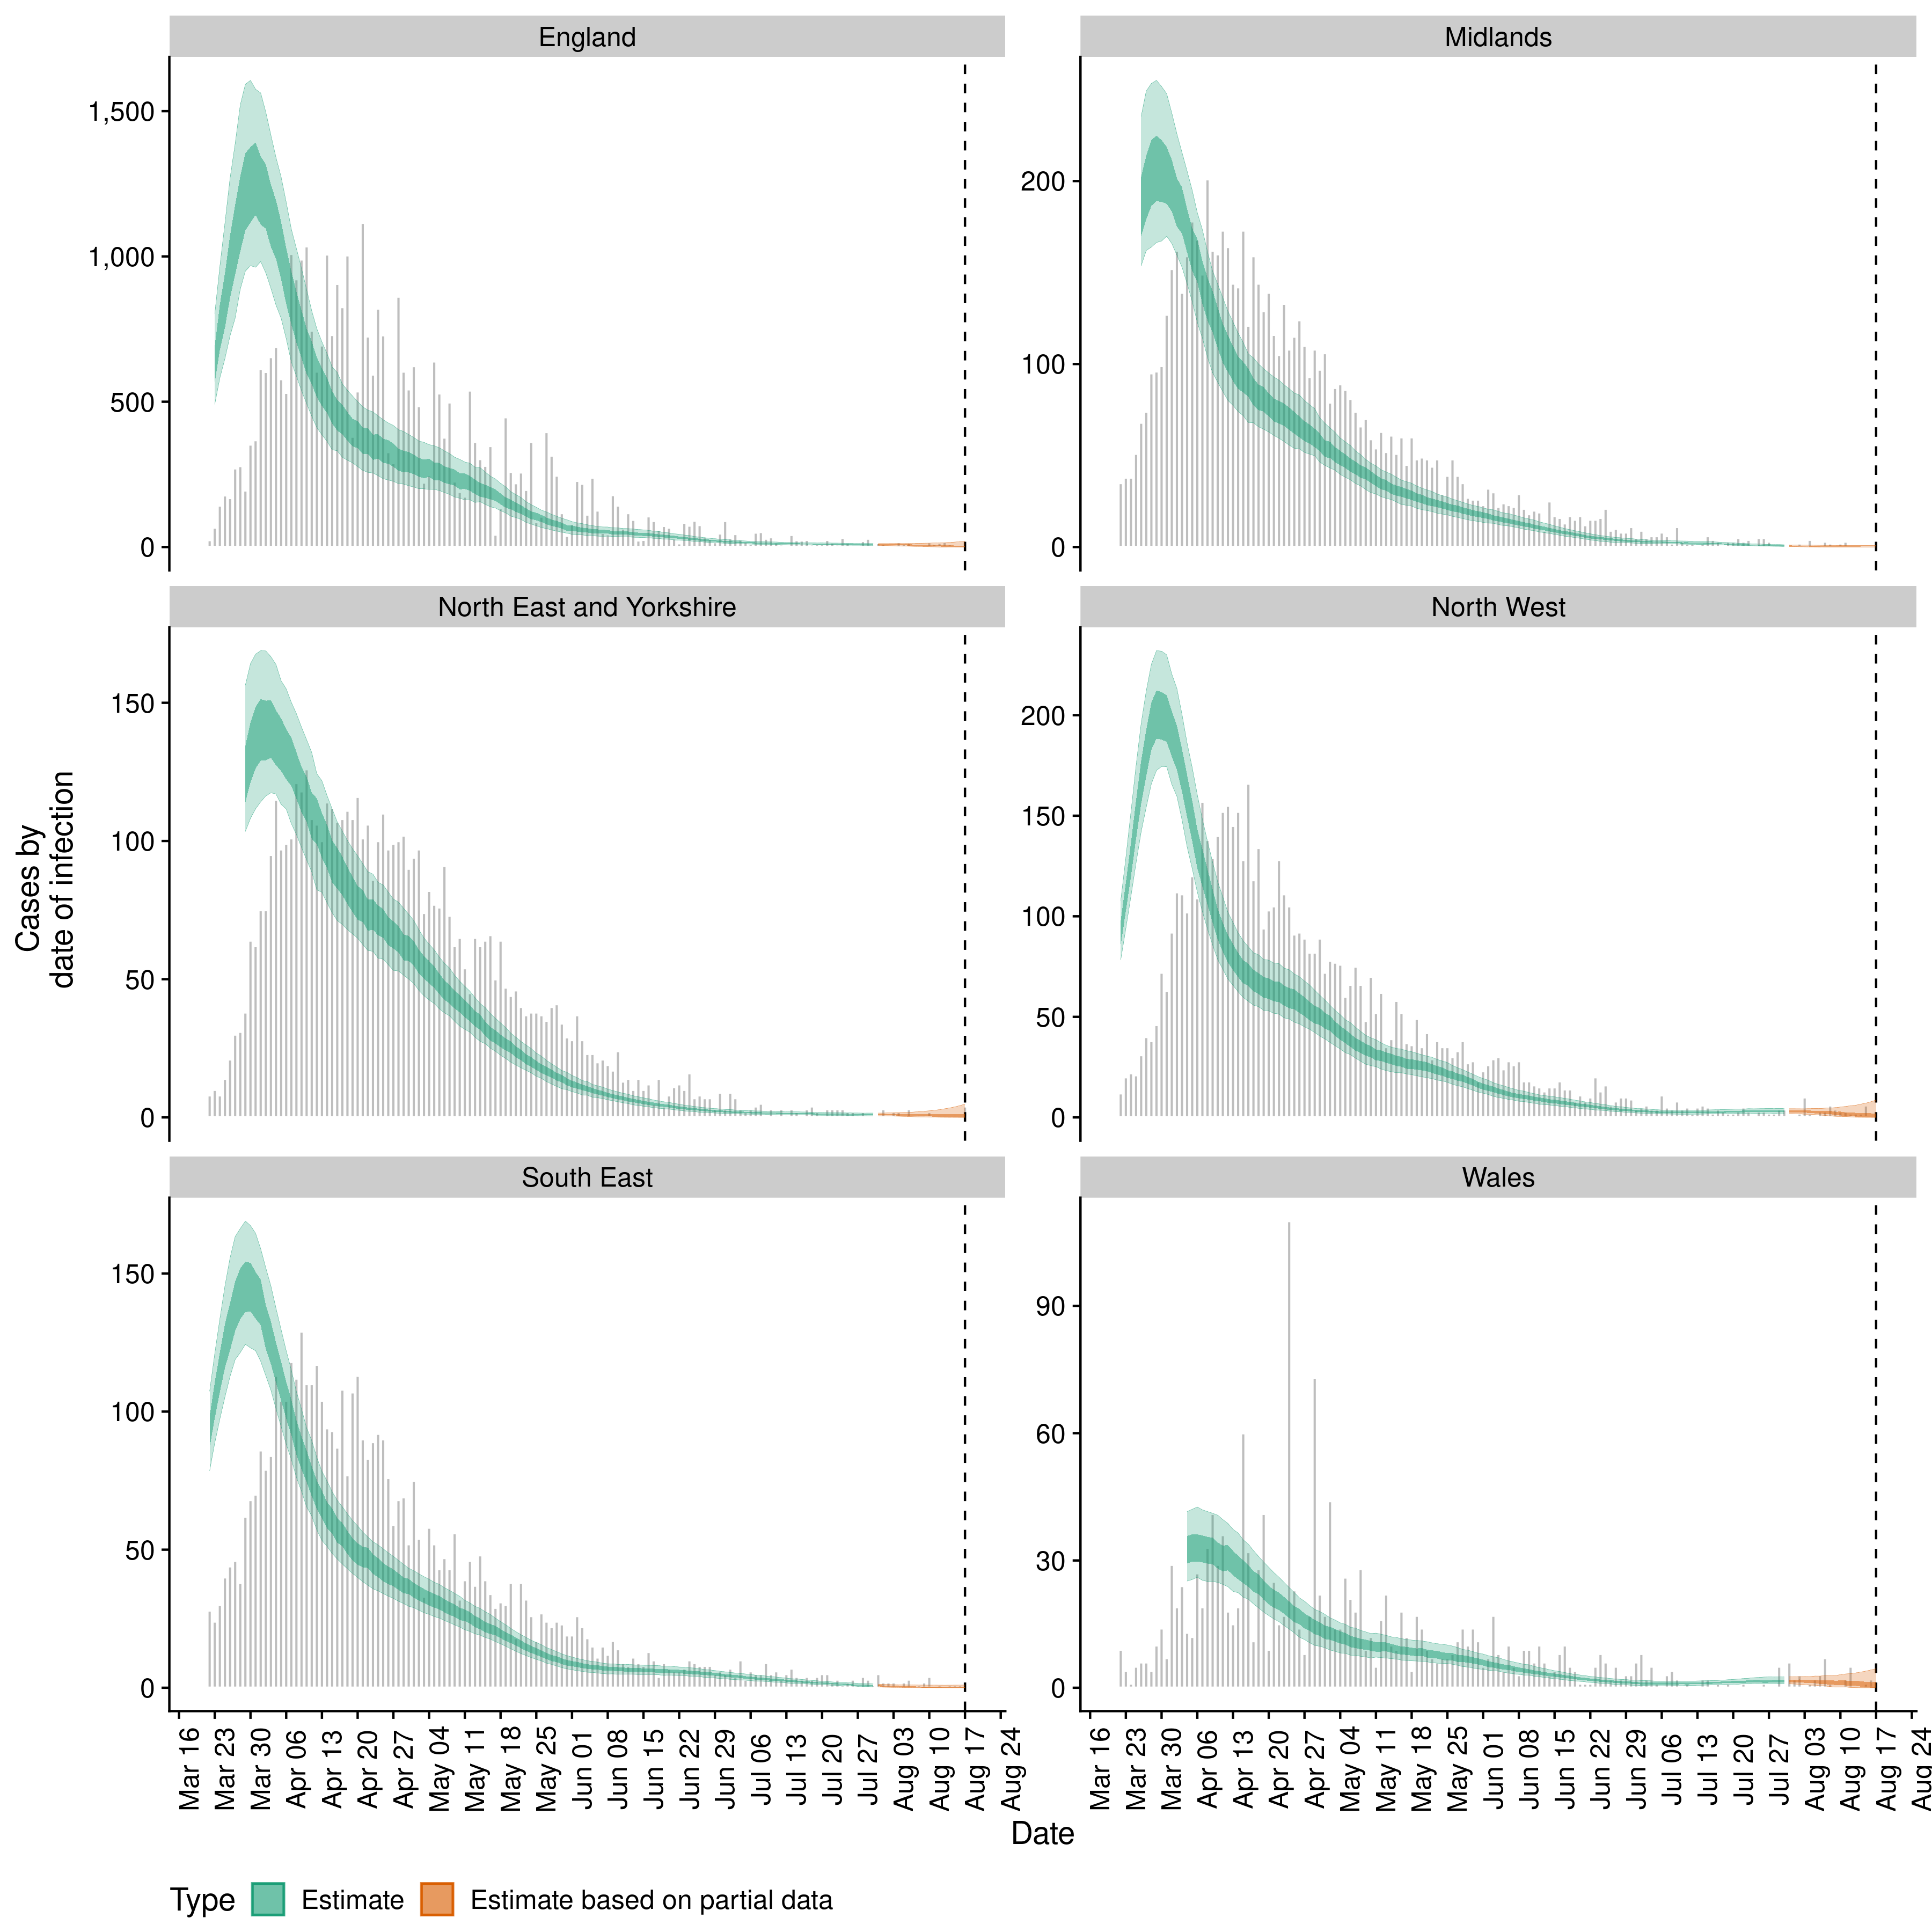 England
Midlands
1,500
1,000
500
0
200
100
0
North East and Yorkshire
North West
150
100
50
0
200
150
100
50
0
South East
Wales
150
100
50
0
90
60
30
0
Cases by
date of infection
Mar 16
Mar 23
Mar 30
Apr 06
Apr 13
Apr 20
Apr 27
May 04
May 11
May 18
May 25
Jun 01
Jun 08
Jun 15
Jun 22
Jun 29
Jul 06
Jul 13
Jul 20
Jul 27
Aug 03
Aug 10
Aug 17
Aug 24
Mar 16
Mar 23
Mar 30
Apr 06
Apr 13
Apr 20
Apr 27
May 04
May 11
May 18
May 25
Jun 01
Jun 08
Jun 15
Jun 22
Jun 29
Jul 06
Jul 13
Jul 20
Jul 27
Aug 03
Aug 10
Aug 17
Aug 24
Date
Type
Estimate
Estimate based on partial data